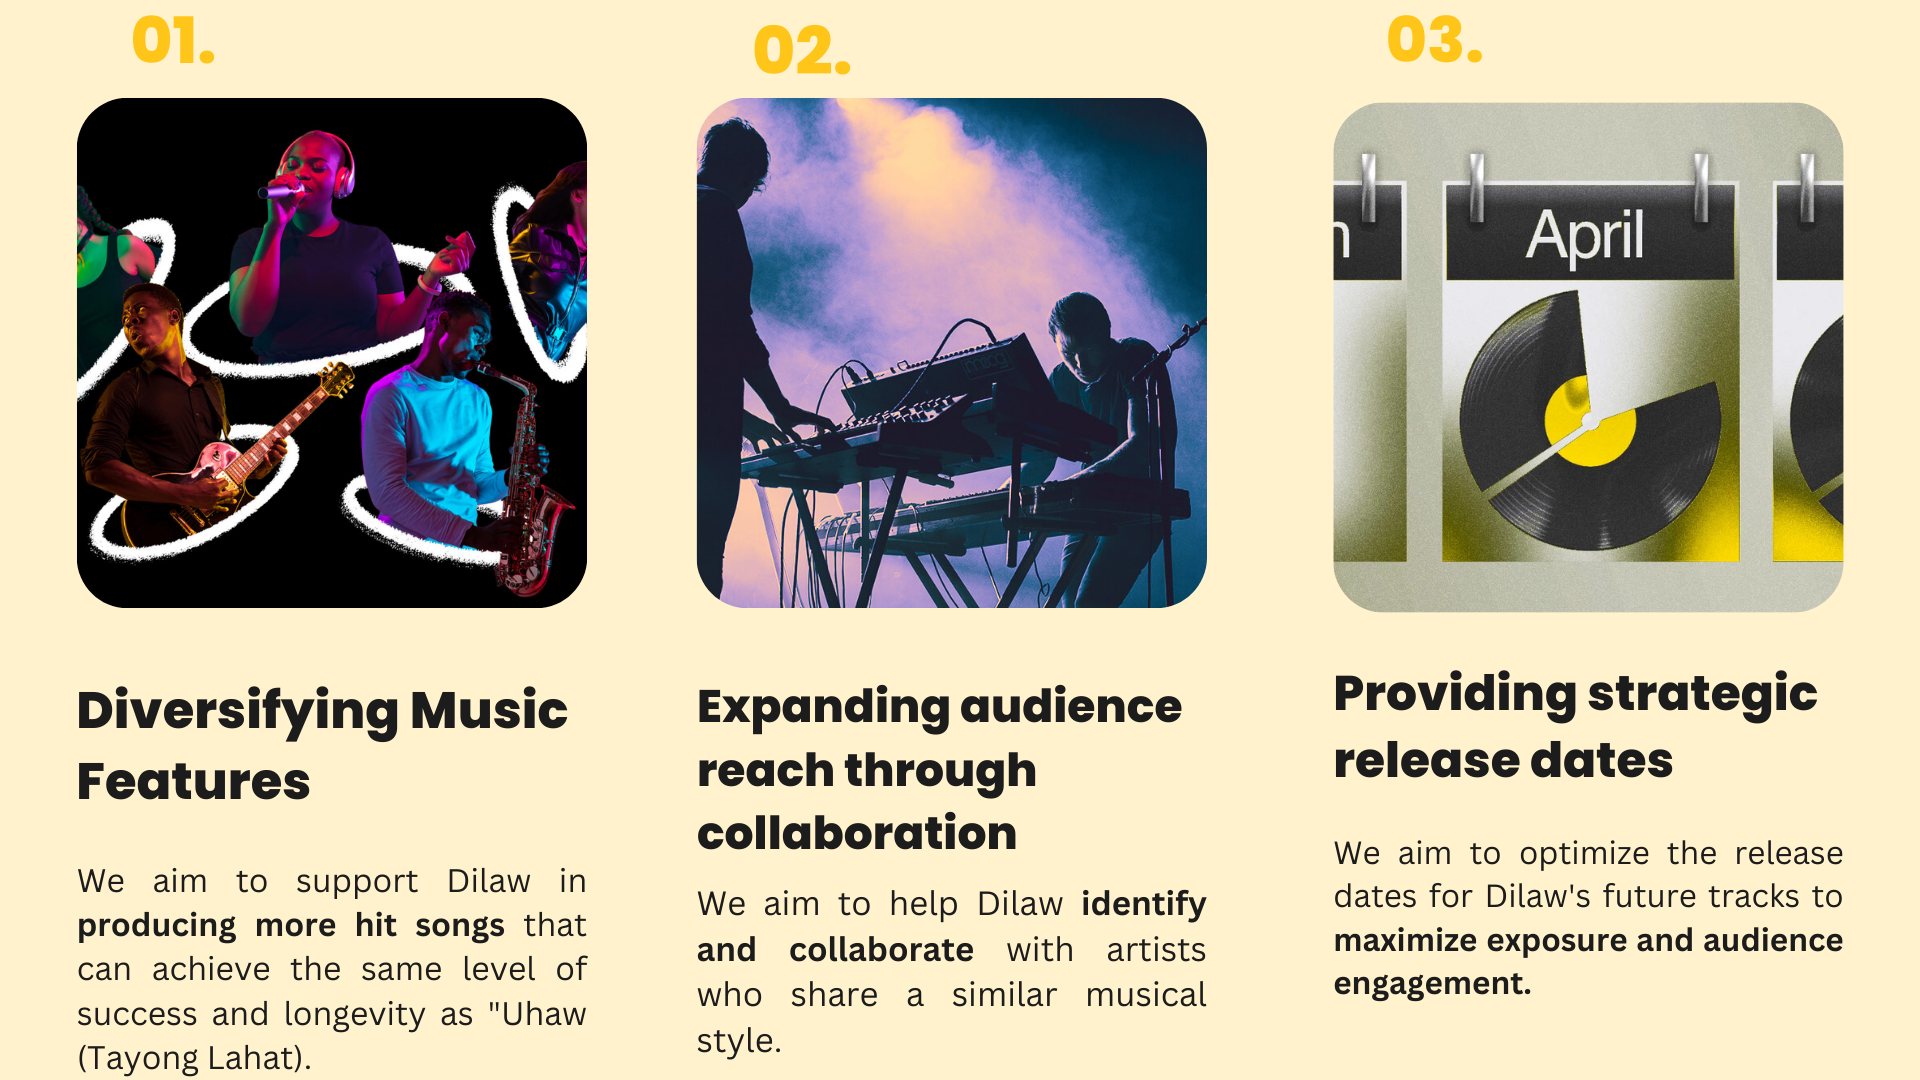 01.
Diversifying Music
Features
We aim to support Dilaw in
producing more hit songs that
can achieve the same level of
success and longevity as "Uhaw
(Tayong Lahat).
02.
Expanding audience
reach through
collaboration
We aim to help Dilaw identify
and collaborate with artists
who share a similar musical
style.
03.
April
Providing strategic
release dates
We aim to optimize the release
dates for Dilaw's future tracks to
maximize exposure and audience
engagement.